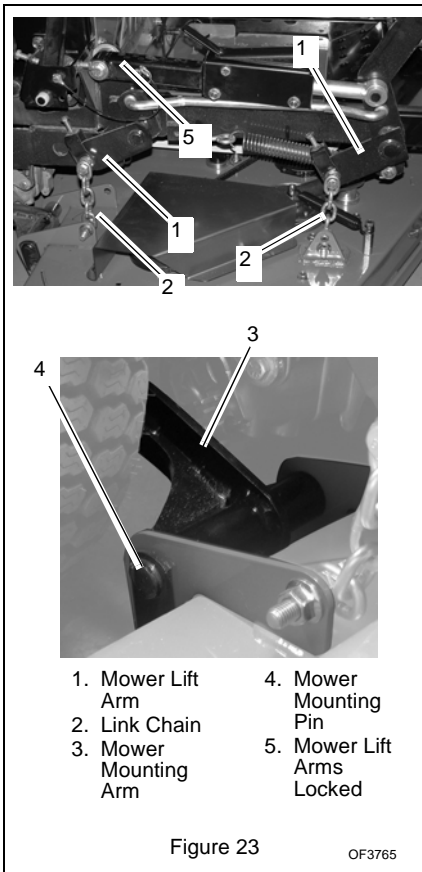 1
5
1
2
2
3
4
1. Mower Lift
Arm
2. Link Chain
3. Mower
Mounting
Arm
4. Mower
Mounting
Pin
5. Mower Lift
Arms
Locked
Figure 23
OF3765